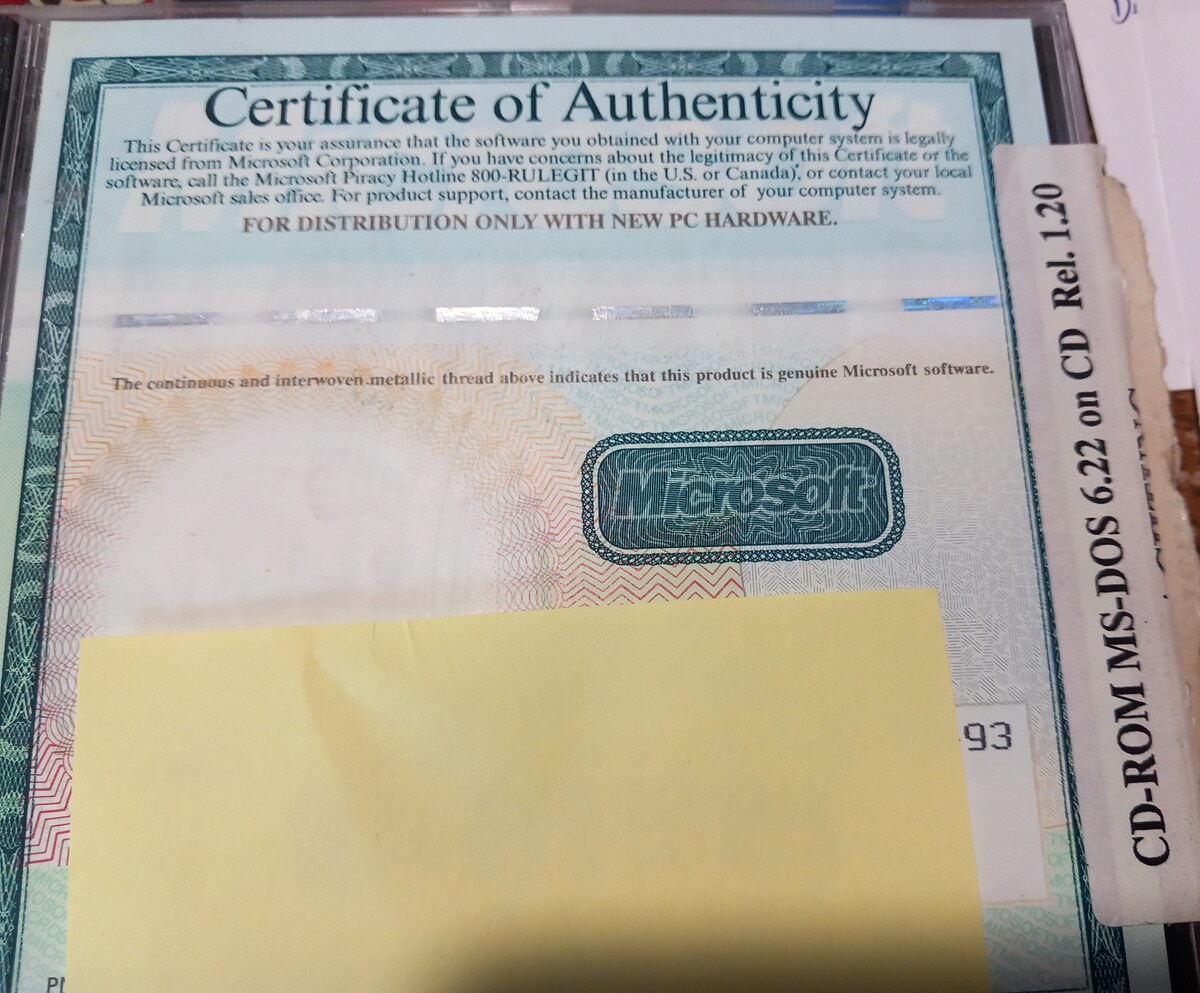 Certificate of Authenticity
This Certificate is your assurance that the software you obtained with your computer system is legally
licensed from Microsoft Corporation. If you have concerns about the legitimacy of this Certificate or the
software, call the Microsoft Piracy Hotline 800-RULEGIT (in the U.S. or Canada), or contact your local
Microsoft sales office. For product support, contact the manufacturer of your computer system.
FOR DISTRIBUTION ONLY WITH NEW PC HARDWARE.
The continuous and interwoven metallic thread above indicates that this product is genuine Microsoft software.
Microsoft
93
CD-ROM MS-DOS 6.22 on CD Rel. 1.20